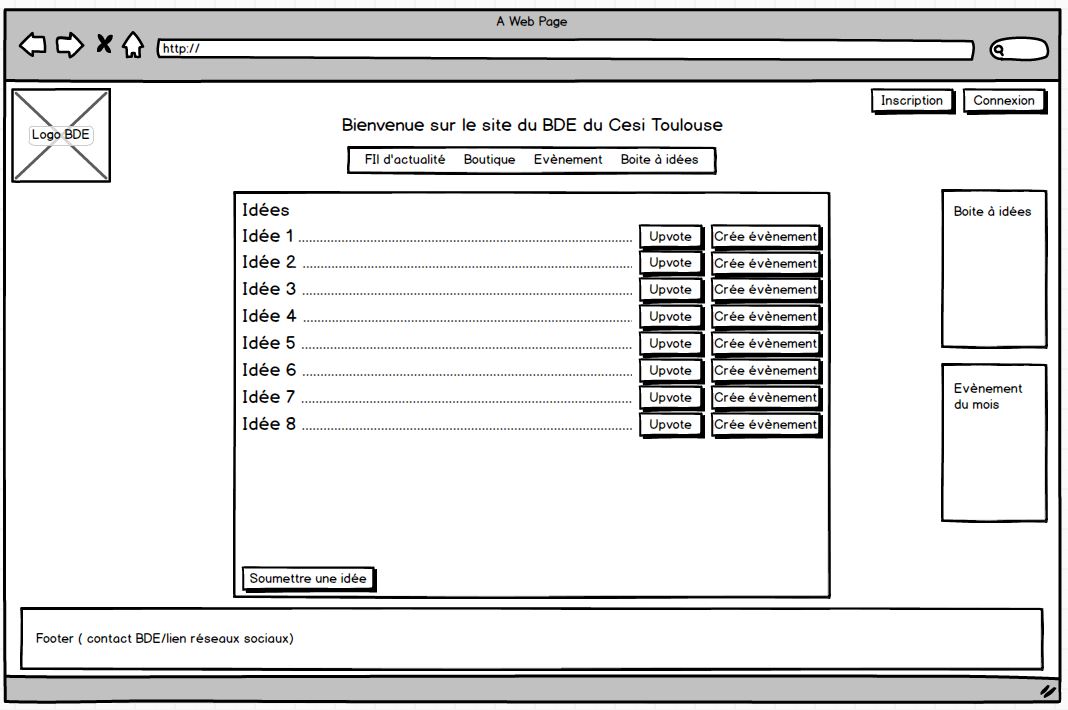 A Web Page
http://
Inscription Connexion
Logo BDE
Bienvenue sur le site du BDE du Cesi Toulouse
FIl d'actualité Boutique Evènement Boite à idées
Idées
Idée 1 Upvote Crée évènement
Idée 2 Upvote Crée évènement
Idée 3 Upvote Crée évènement
Idée 4 Upvote Crée évènement
Idée 5 Upvote Crée évènement
Idée 6 Upvote Crée évènement
Idée 7 Upvote Crée évènement
Idée 8 Upvote Crée évènement
Soumettre une idée
Boite à idées
Evènement
du mois
Footer ( contact BDE/lien réseaux sociaux)